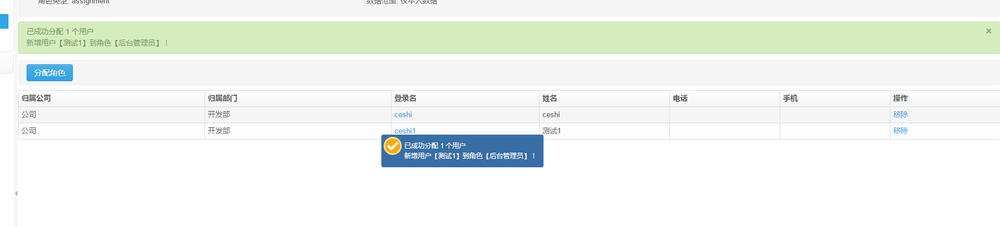 角色类型: assignment 数据范围: 仅本人数据
已成功分配 1 个用户
新增用户【测试1】到角色【后台管理员】！
分配角色
归属公司 归属部门 登录名 姓名 电话 手机 操作
公司 开发部 ceshi ceshi 移除
公司 开发部 ceshi1 测试1 移除
已成功分配 1 个用户
新增用户【测试1】到角色【后台管理员】！